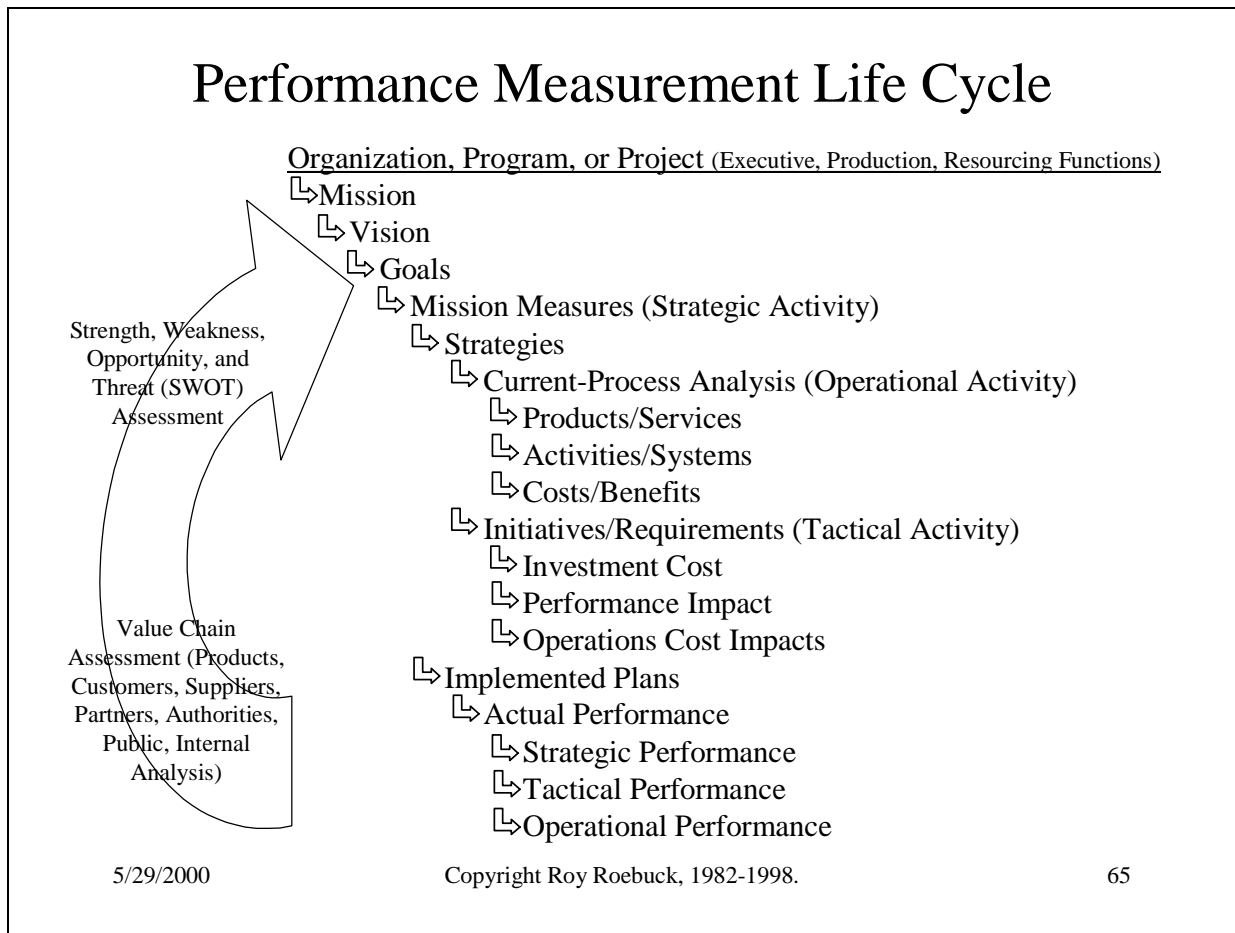 Performance Measurement Life Cycle
Organization, Program, or Project (Executive, Production, Resourcing Functions)
Mission
Vision
Goals
Mission Measures (Strategic Activity)
Strategies
Current-Process Analysis (Operational Activity)
Products/Services
Activities/Systems
Costs/Benefits
Initiatives/Requirements (Tactical Activity)
Investment Cost
Performance Impact
Operations Cost Impacts
Implemented Plans
Actual Performance
Strategic Performance
Tactical Performance
Operational Performance
Strength, Weakness,
Opportunity, and
Threat (SWOT)
Assessment
Value Chain
Assessment (Products,
Customers, Suppliers,
Partners, Authorities,
Public, Internal
Analysis)
5/29/2000
Copyright Roy Roebuck, 1982-1998.
65